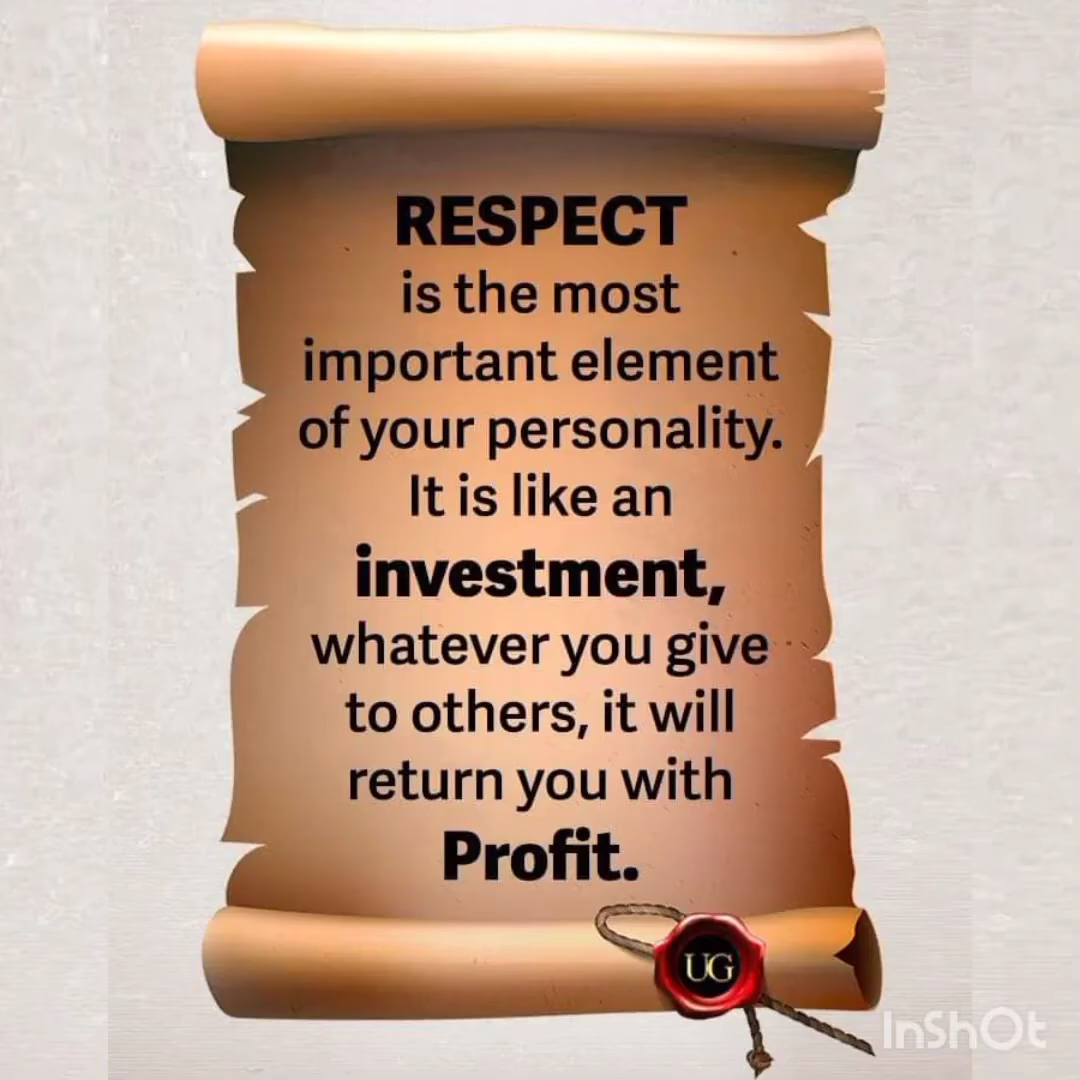 RESPECT
is the most
important element
of your personality.
It is like an
investment,
whatever you give
to others, it will
return you with
Profit.
UG
InShOt